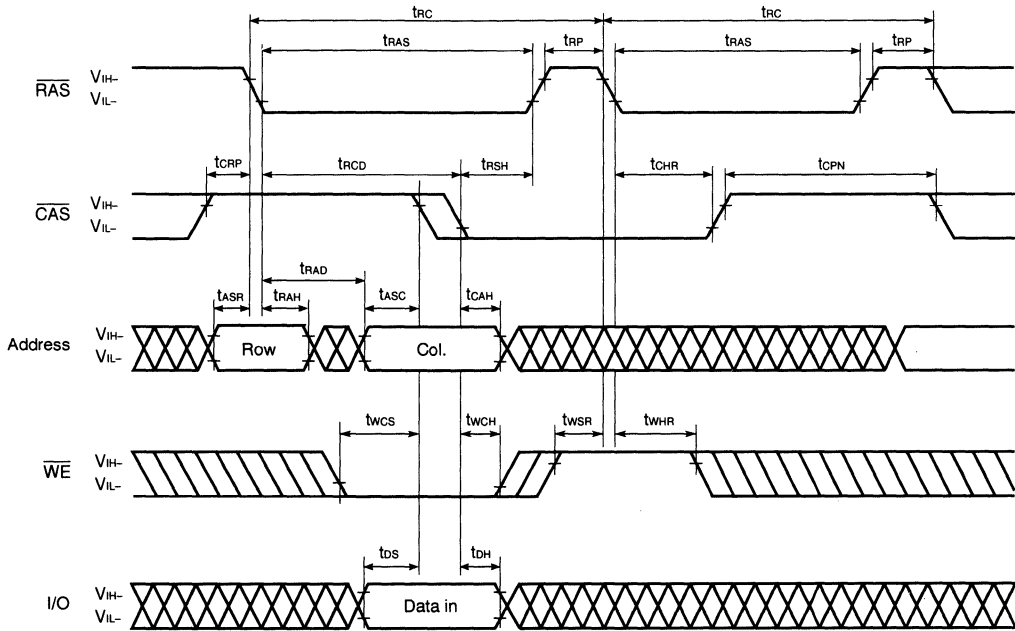 tRC tRC
tRAS tRP tRAS tRP
RAS VIH– VIL–
tCRP tRCD tRSH tCHR tCPN
CAS VIH– VIL–
tRAD
tASR tRAH tASC tCAH
Address VIH– VIL– Row Col.
tWCS tWCH tWSR tWHR
WE VIH– VIL–
tDS tDH
I/O VIH– VIL– Data in